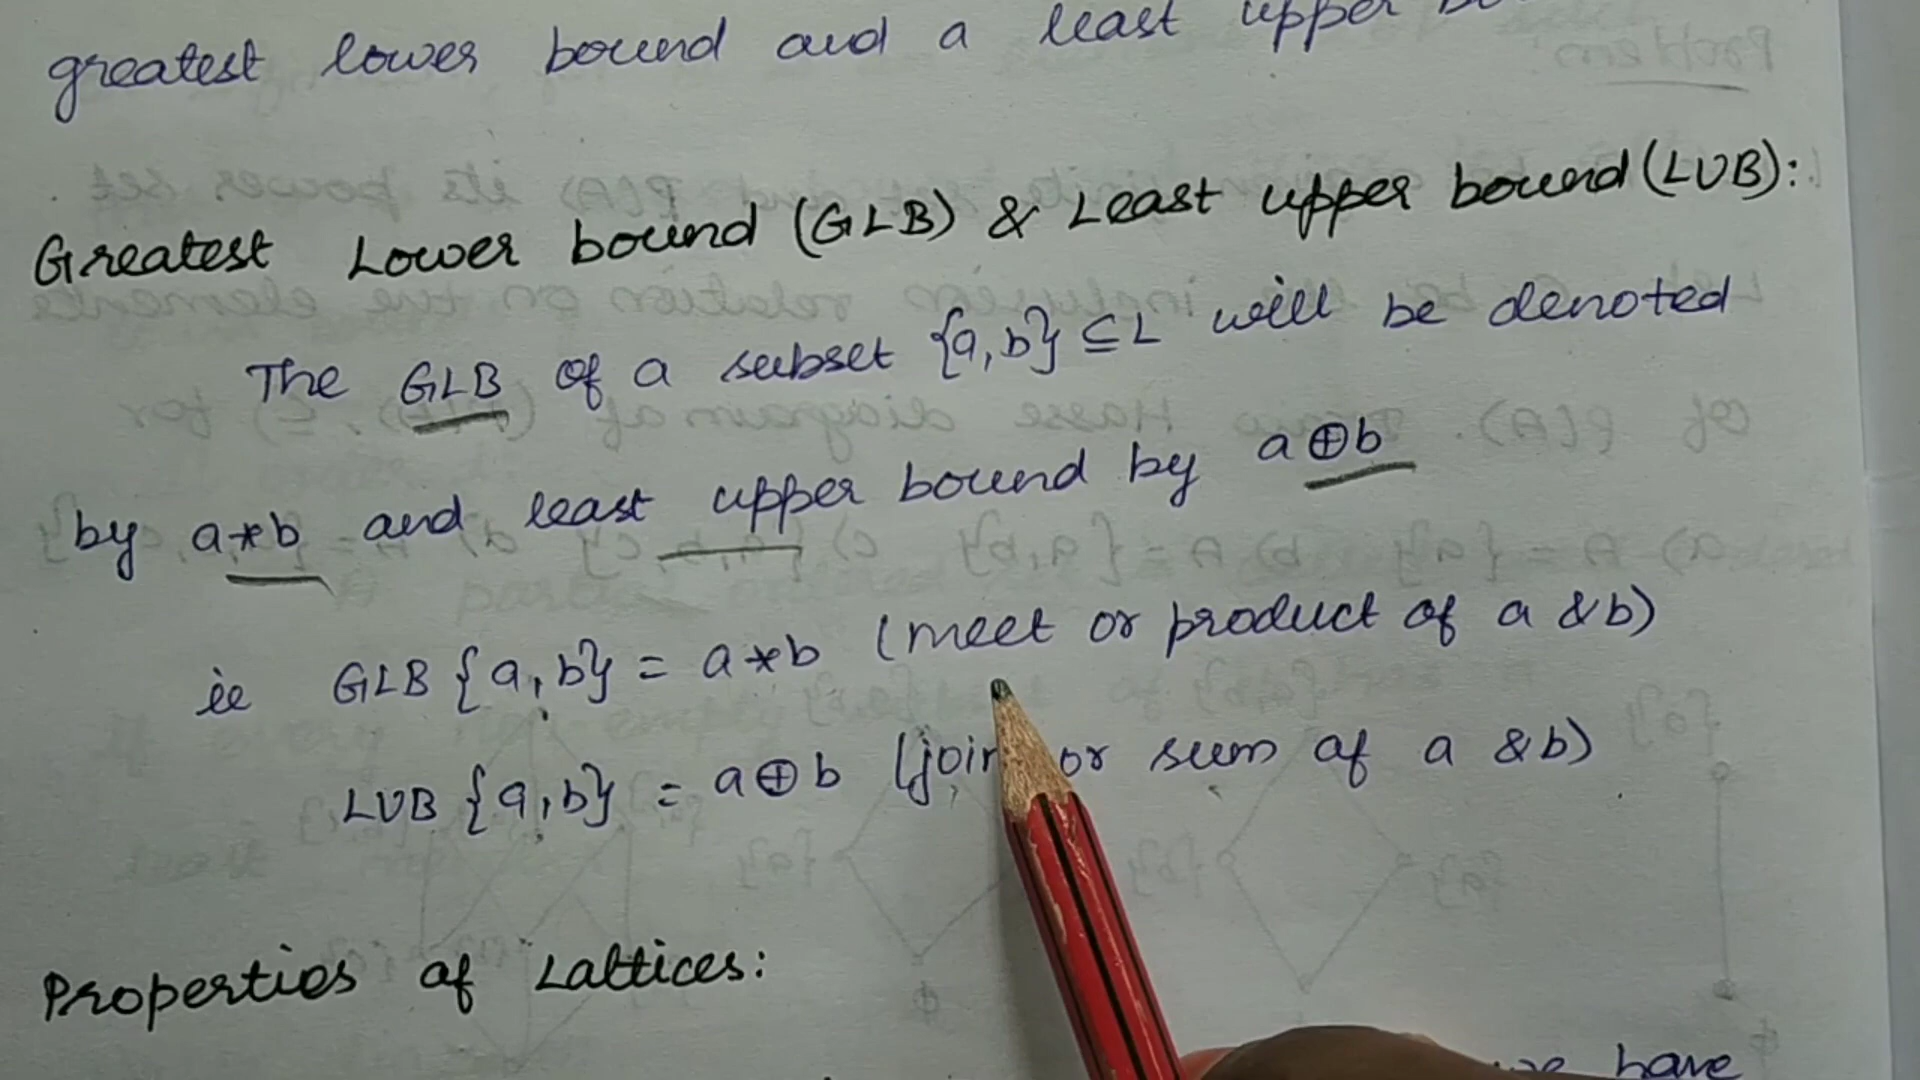 greatest lower bound and a least upper
Greatest Lower bound (GLB) & Least upper bound (LUB):
The GLB of a subset {a,b} ⊆ L will be denoted
by a*b and least upper bound by a⊕b
ie GLB {a,b} = a*b (meet or product of a & b)
LUB {a,b} = a⊕b (join or sum of a & b)
Properties of Lattices:
we have